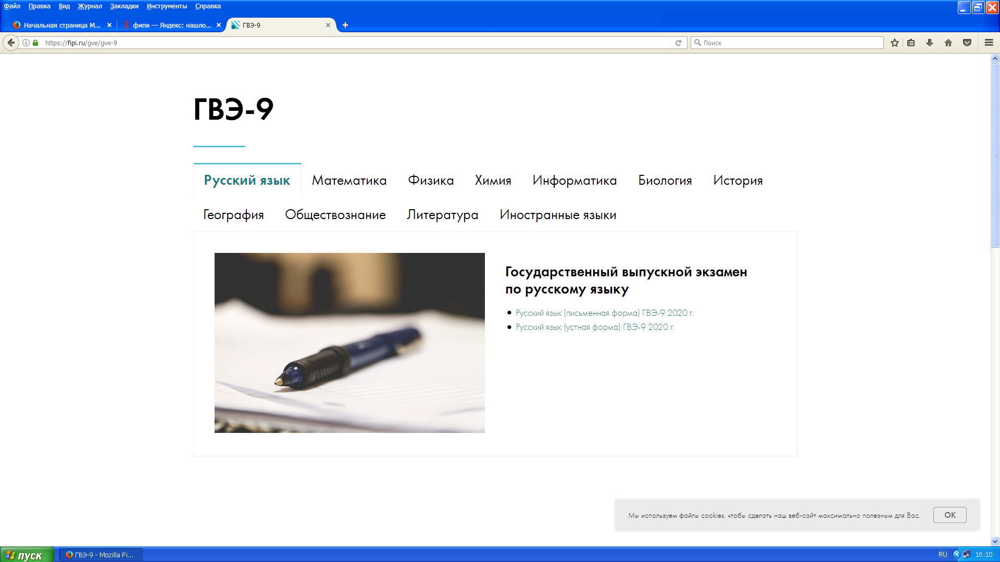 Файл Правка Вид Журнал Закладки Инструменты Справка
Начальная страница M... фипи — Яндекс: нашло... ГВЭ-9
https://fipi.ru/gve/gve-9 Поиск
ГВЭ-9
Русский язык Математика Физика Химия Информатика Биология История
География Обществознание Литература Иностранные языки
Государственный выпускной экзамен
по русскому языку
Русский язык (письменная форма) ГВЭ-9 2020 г.
Русский язык (устная форма) ГВЭ-9 2020 г.
Мы используем файлы cookies, чтобы сделать наш веб-сайт максимально полезным для Вас. OK
пуск ГВЭ-9 - Mozilla Fi... RU 16:10